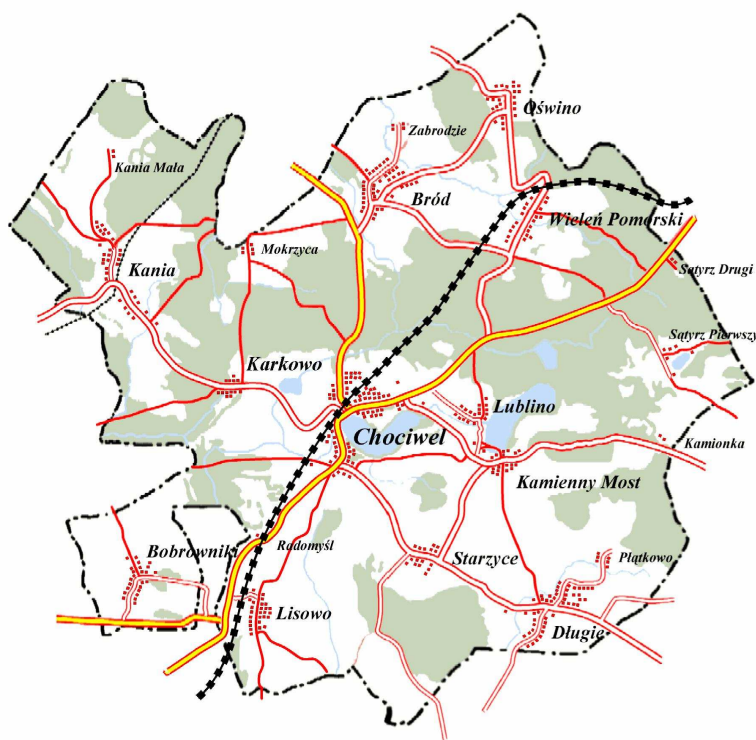 Oświno
Zabrodzie
Kania Mała
Bród
Wieleń Pomorski
Mokrzyca
Kania
Sątyrz Drugi
Sątyrz Pierwszy
Karkowo
Lublino
Chociwel
Kamionka
Kamienny Most
Radomyśl
Bobrowniki
Starzyce
Płątkowo
Lisowo
Długie